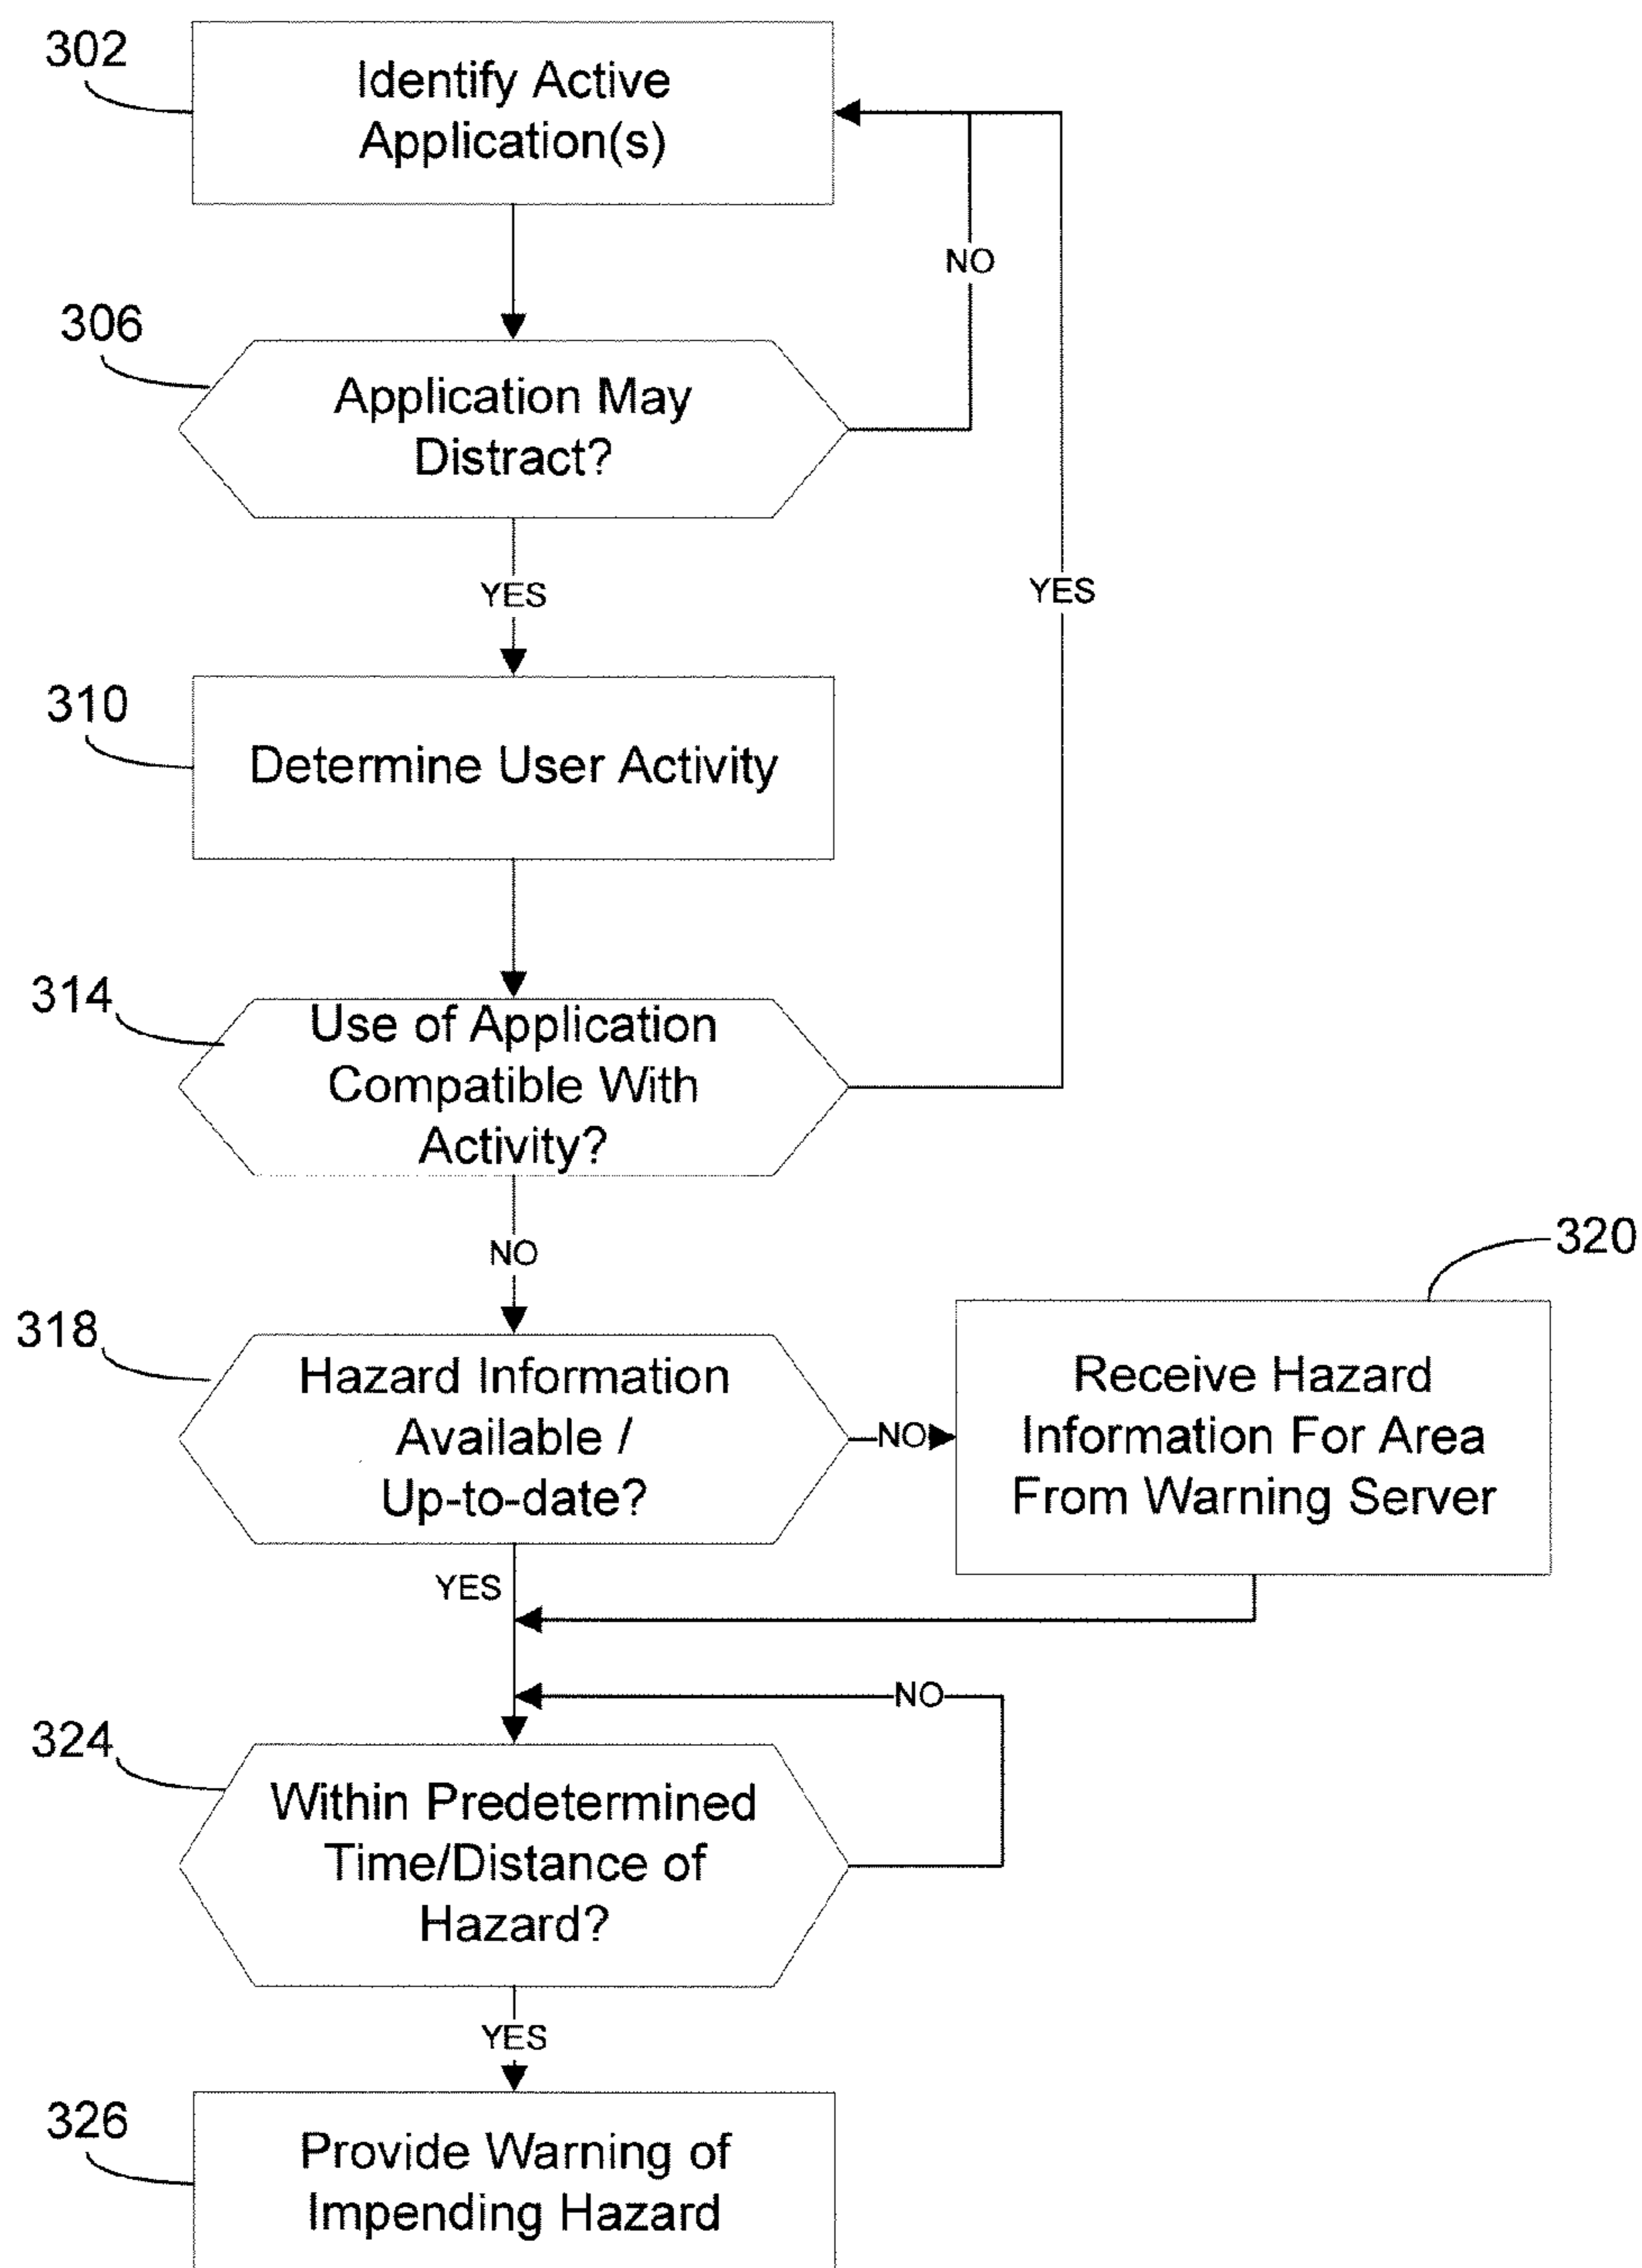 302
Identify Active
Application(s)
NO
306
Application May
Distract?
YES
YES
310
Determine User Activity
314
Use of Application
Compatible With
Activity?
NO
320
318
Hazard Information
Available /
Up-to-date?
NO
Receive Hazard
Information For Area
From Warning Server
YES
NO
324
Within Predetermined
Time/Distance of
Hazard?
YES
326
Provide Warning of
Impending Hazard